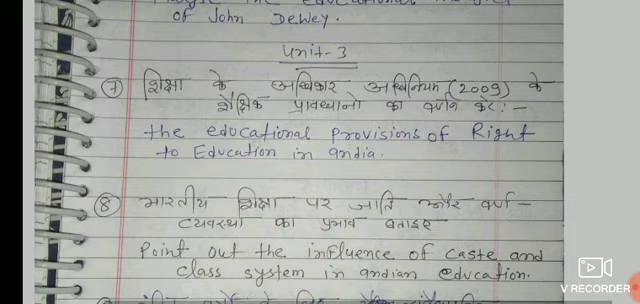 of John Dewey.
Unit-3
⑦ शिक्षा के अधिकार अधिनियम (2009) के
शैक्षिक प्रावधानो का वर्णन करे:-
the educational Provisions of Right
to Education in India.
⑧ भारतीय शिक्षा पर जाति और वर्ग-
व्यवस्था का प्रभाव बताइए
Point out the influence of caste and
class system in indian education.
V RECORDER